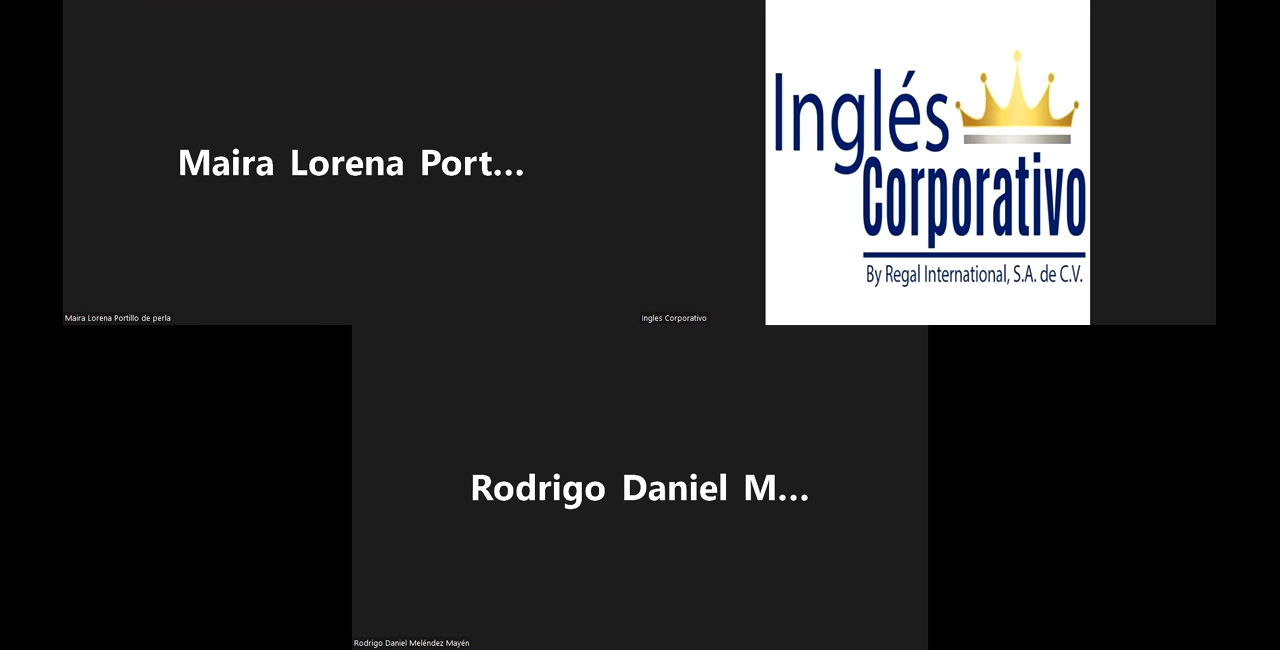 Maira Lorena Port...
Maira Lorena Portillo de perla
Inglés
Corporativo
By Regal International, S.A. de C.V.
Ingles Corporativo
Rodrigo Daniel M...
Rodrigo Daniel Meléndez Mayén